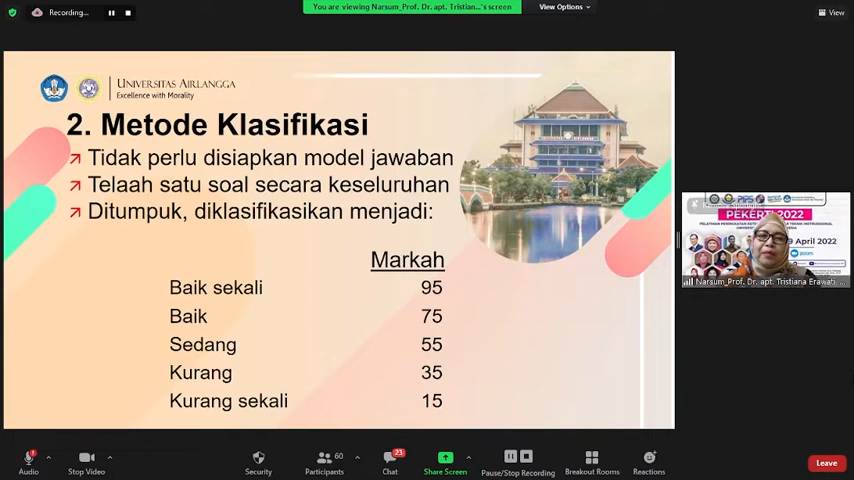 Recording...
You are viewing Narsum_Prof. Dr. apt. Tristian...'s screen
View Options
View
UNIVERSITAS AIRLANGGA
Excellence with Morality
2. Metode Klasifikasi
Tidak perlu disiapkan model jawaban
Telaah satu soal secara keseluruhan
Ditumpuk, diklasifikasikan menjadi:
Markah
Baik sekali 95
Baik 75
Sedang 55
Kurang 35
Kurang sekali 15
PEKERTI 2022
9 April 2022
zoom
Narsum_Prof. Dr. apt. Tristiana Erawati, ...
Audio
Stop Video
Security
60
Participants
23
Chat
Share Screen
Pause/Stop Recording
Breakout Rooms
Reactions
Leave